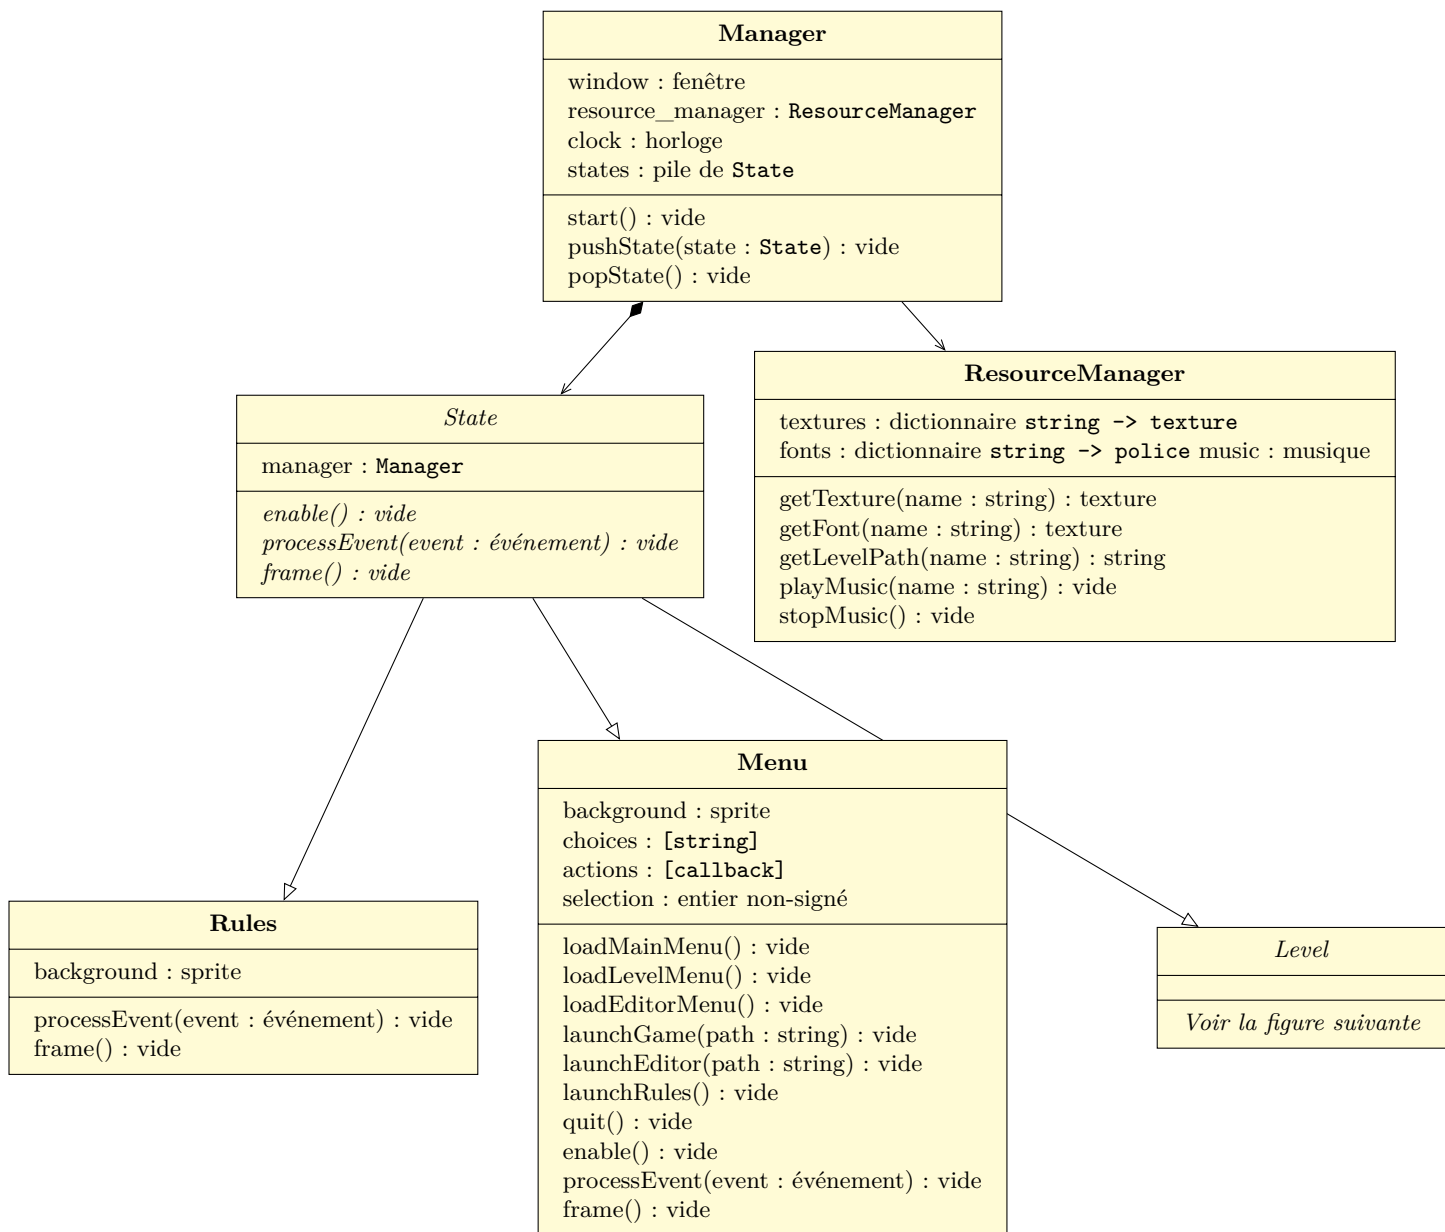 Manager
window : fenêtre
resource_manager : ResourceManager
clock : horloge
states : pile de State
start() : vide
pushState(state : State) : vide
popState() : vide
ResourceManager
textures : dictionnaire string -> texture
fonts : dictionnaire string -> police music : musique
getTexture(name : string) : texture
getFont(name : string) : texture
getLevelPath(name : string) : string
playMusic(name : string) : vide
stopMusic() : vide
State
manager : Manager
enable() : vide
processEvent(event : événement) : vide
frame() : vide
Menu
background : sprite
choices : [string]
actions : [callback]
selection : entier non-signé
loadMainMenu() : vide
loadLevelMenu() : vide
loadEditorMenu() : vide
launchGame(path : string) : vide
launchEditor(path : string) : vide
launchRules() : vide
quit() : vide
enable() : vide
processEvent(event : événement) : vide
frame() : vide
Rules
background : sprite
processEvent(event : événement) : vide
frame() : vide
Level
Voir la figure suivante